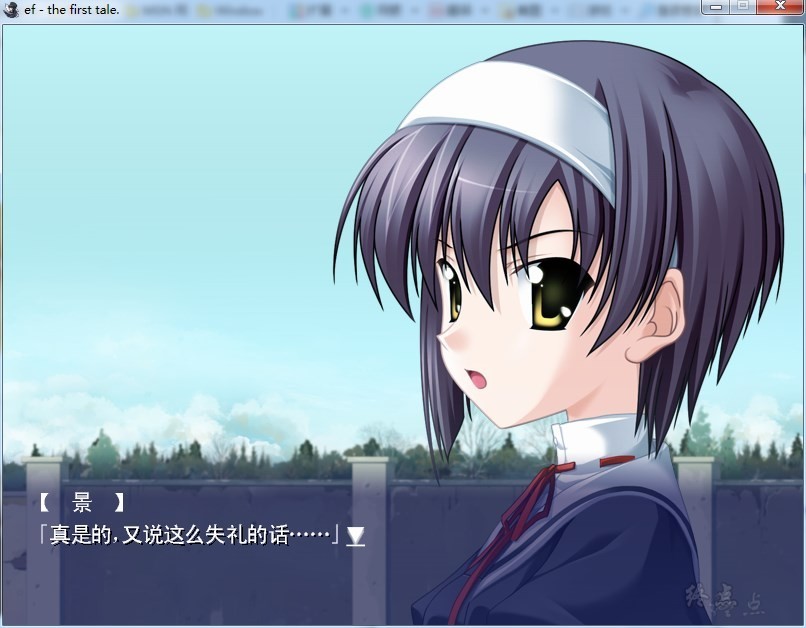 ef - the first tale.
【 景 】
「真是的,又说这么失礼的话……」